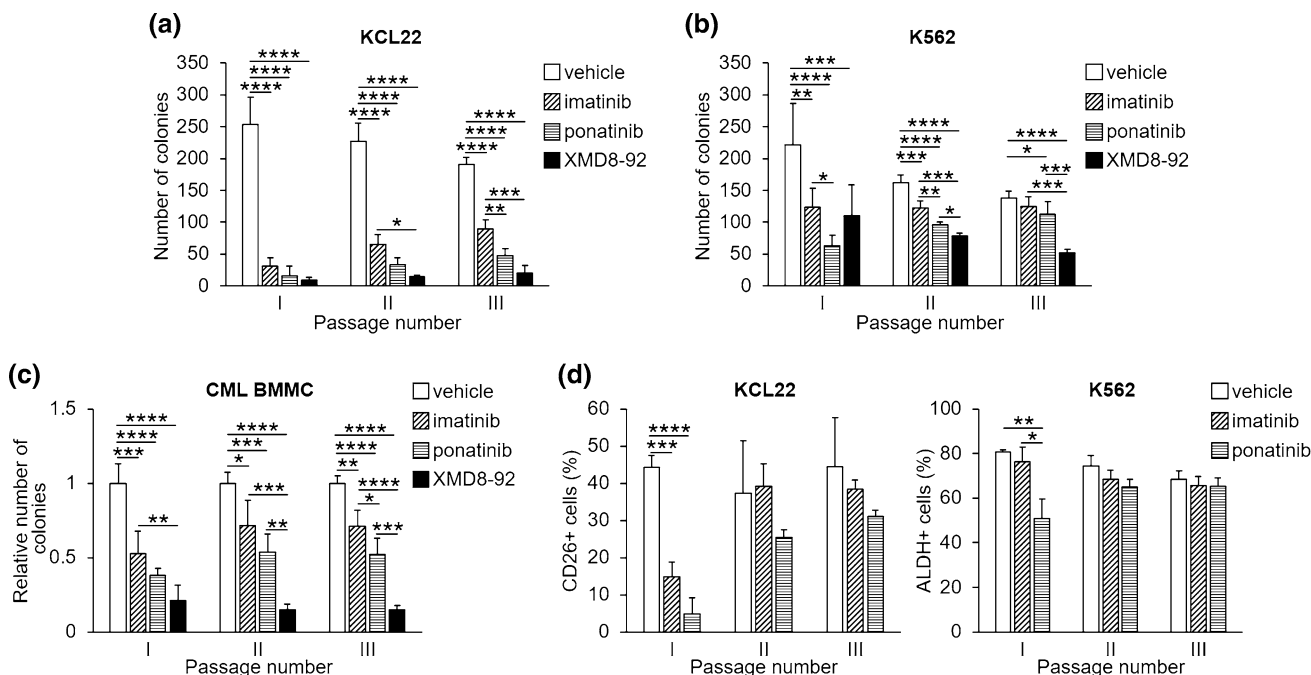 (a)
KCL22
Number of colonies
350
300
250
200
150
100
50
0
****
****
****
****
****
****
*
****
****
****
***
**
I II III
Passage number
vehicle
imatinib
ponatinib
XMD8-92
(b)
K562
Number of colonies
350
300
250
200
150
100
50
0
***
****
**
*
****
****
***
***
**
*
****
*
***
***
I II III
Passage number
vehicle
imatinib
ponatinib
XMD8-92
(c)
CML BMMC
Relative number of
colonies
1.5
1
0.5
0
****
****
***
**
****
***
*
***
**
****
****
**
****
*
***
I II III
Passage number
vehicle
imatinib
ponatinib
XMD8-92
(d)
KCL22
CD26+ cells (%)
60
50
40
30
20
10
0
****
***
I II III
Passage number
K562
ALDH+ cells (%)
100
80
60
40
20
0
**
*
I II III
Passage number
vehicle
imatinib
ponatinib